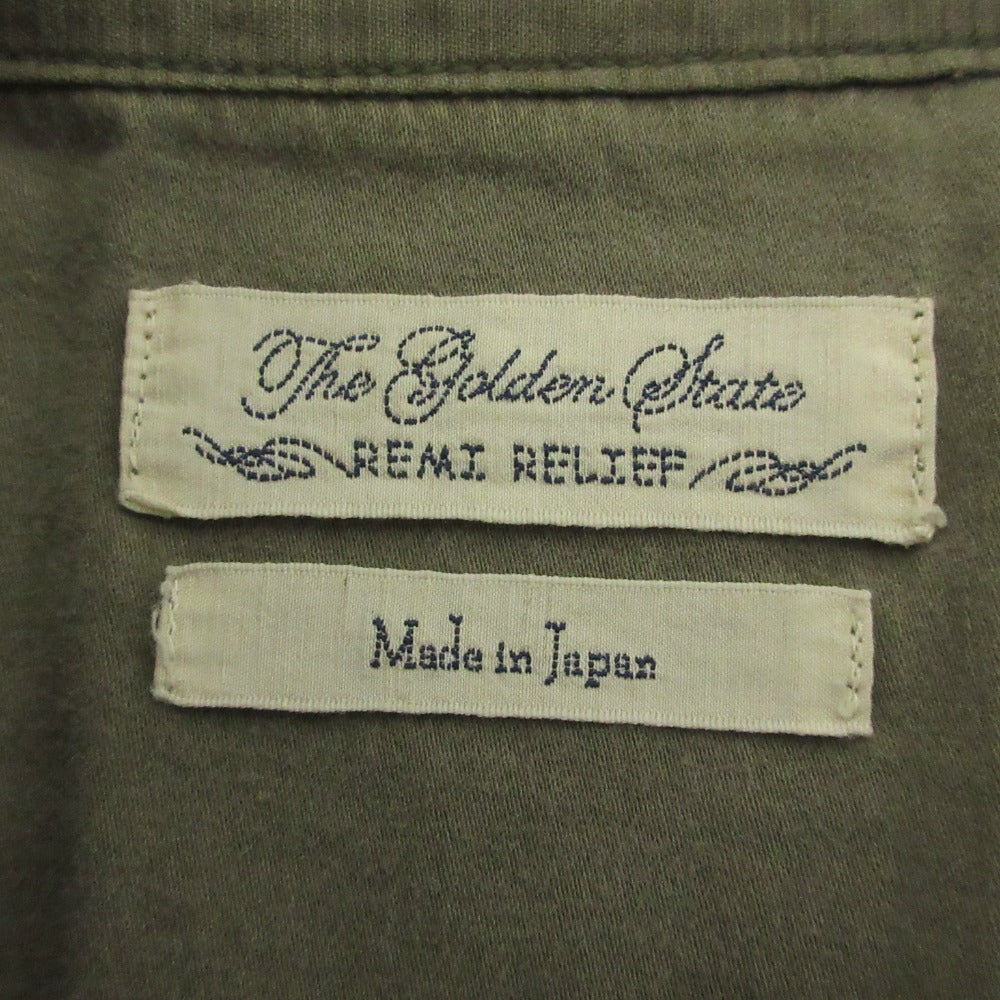 The Golden State
REMI RELIEF
Made in Japan